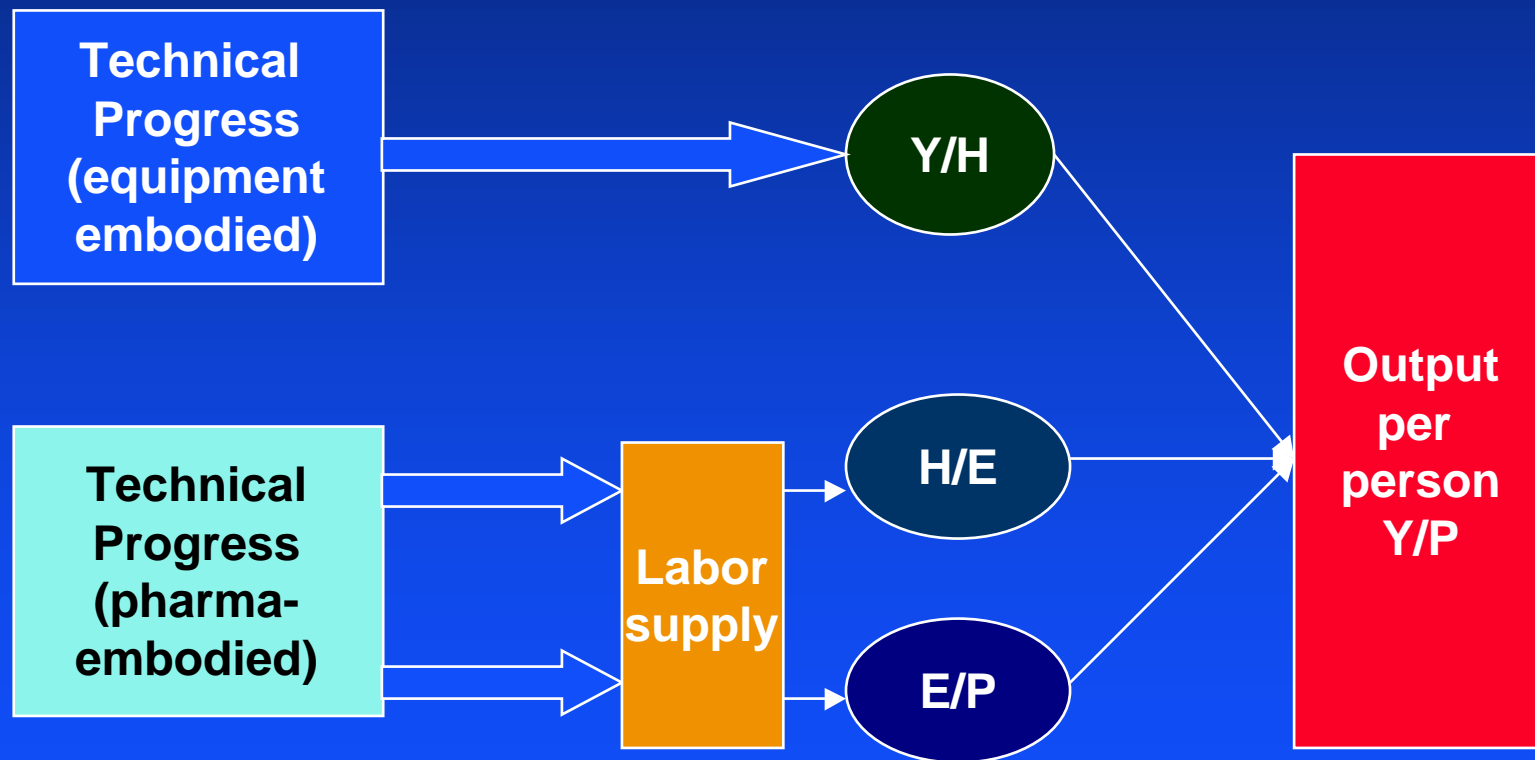 Technical
Progress
(equipment
embodied)
Y/H
Output
per
person
Y/P
Technical
Progress
(pharma-
embodied)
Labor
supply
H/E
E/P